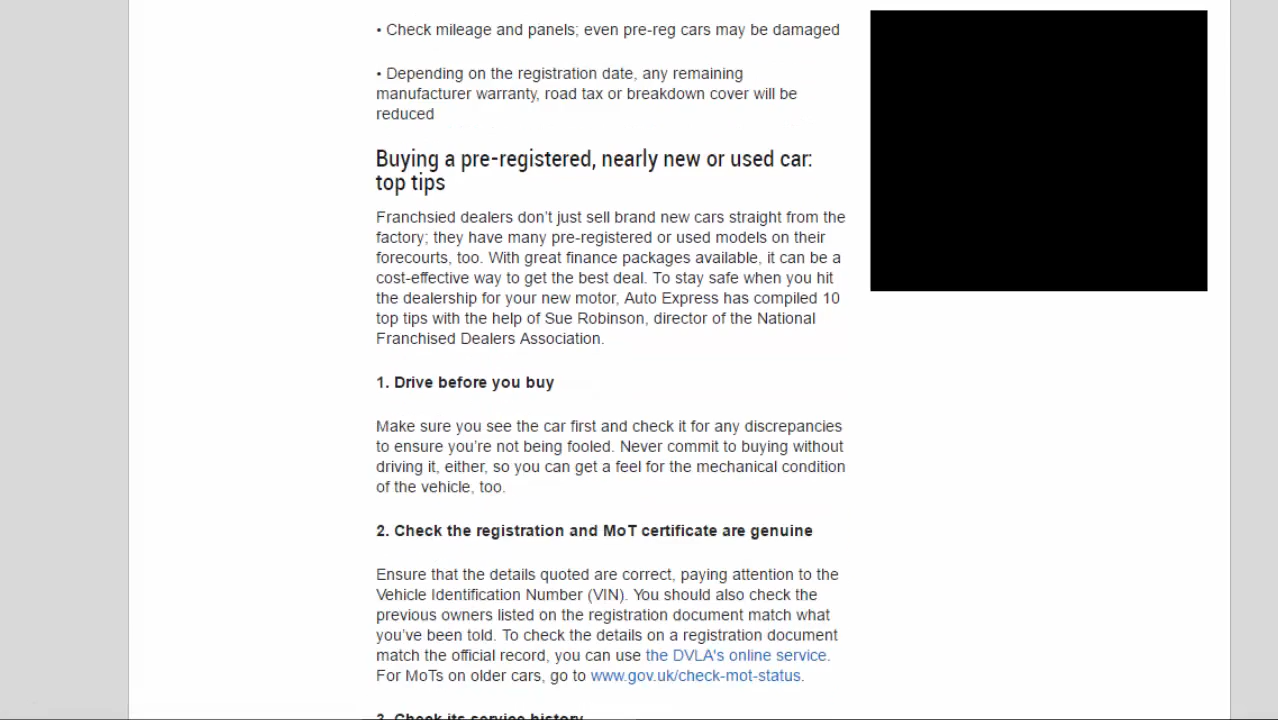 • Check mileage and panels; even pre-reg cars may be damaged
• Depending on the registration date, any remaining
manufacturer warranty, road tax or breakdown cover will be
reduced
Buying a pre-registered, nearly new or used car:
top tips
Franchsied dealers don’t just sell brand new cars straight from the
factory; they have many pre-registered or used models on their
forecourts, too. With great finance packages available, it can be a
cost-effective way to get the best deal. To stay safe when you hit
the dealership for your new motor, Auto Express has compiled 10
top tips with the help of Sue Robinson, director of the National
Franchised Dealers Association.
1. Drive before you buy
Make sure you see the car first and check it for any discrepancies
to ensure you’re not being fooled. Never commit to buying without
driving it, either, so you can get a feel for the mechanical condition
of the vehicle, too.
2. Check the registration and MoT certificate are genuine
Ensure that the details quoted are correct, paying attention to the
Vehicle Identification Number (VIN). You should also check the
previous owners listed on the registration document match what
you’ve been told. To check the details on a registration document
match the official record, you can use the DVLA's online service.
For MoTs on older cars, go to www.gov.uk/check-mot-status.
3. Check its service history